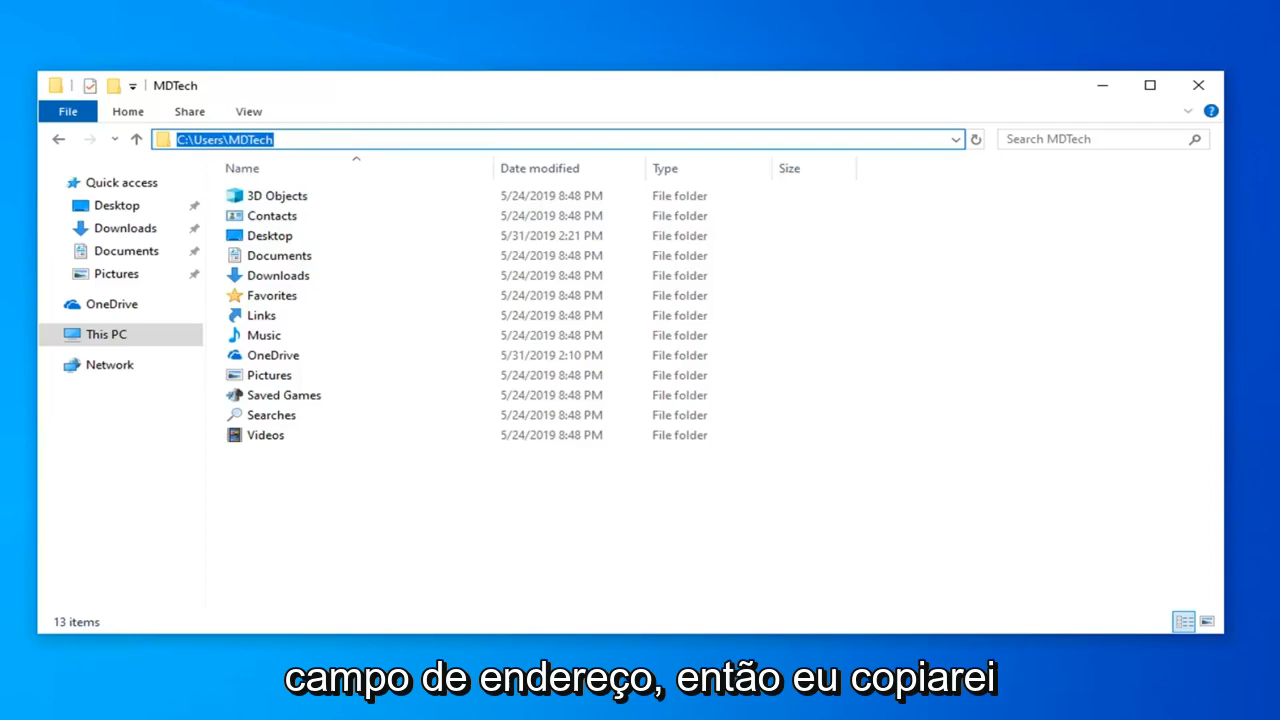 MDTech
File Home Share View
C:\Users\MDTech Search MDTech
Name Date modified Type Size
Quick access
Desktop
Downloads
Documents
Pictures
OneDrive
This PC
Network
3D Objects 5/24/2019 8:48 PM File folder
Contacts 5/24/2019 8:48 PM File folder
Desktop 5/31/2019 2:21 PM File folder
Documents 5/24/2019 8:48 PM File folder
Downloads 5/24/2019 8:48 PM File folder
Favorites 5/24/2019 8:48 PM File folder
Links 5/24/2019 8:48 PM File folder
Music 5/24/2019 8:48 PM File folder
OneDrive 5/31/2019 2:10 PM File folder
Pictures 5/24/2019 8:48 PM File folder
Saved Games 5/24/2019 8:48 PM File folder
Searches 5/24/2019 8:48 PM File folder
Videos 5/24/2019 8:48 PM File folder
13 items
campo de endereço, então eu copiarei